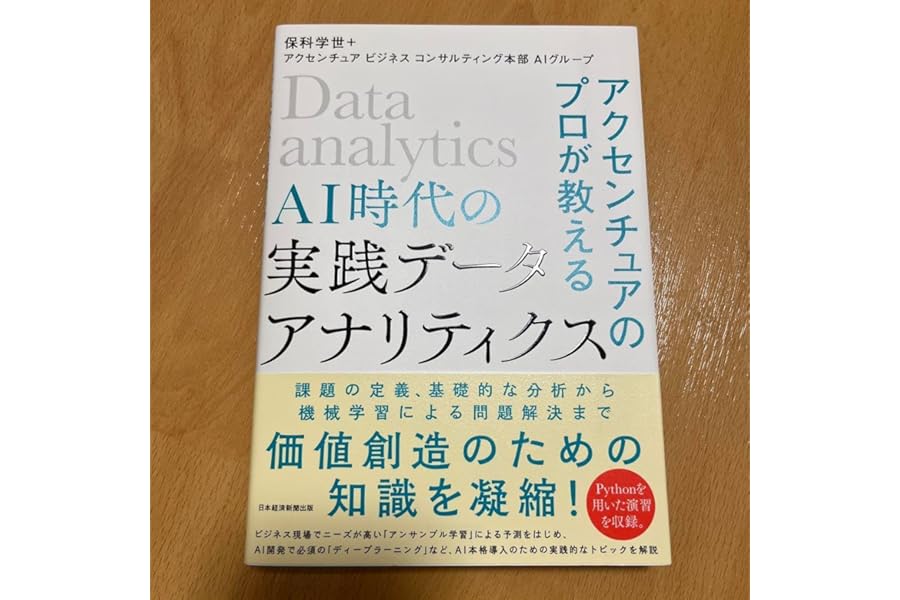 保科学世+
アクセンチュア ビジネス コンサルティング本部 AIグループ
Data
analytics
アクセンチュアの
プロが教える
AI時代の
実践データ
アナリティクス
課題の定義、基礎的な分析から
機械学習による問題解決まで
価値創造のための
知識を凝縮!
Pythonを
用いた演習
を収録。
日本経済新聞出版
ビジネス現場でニーズが高い「アンサンブル学習」による予測をはじめ、
AI開発で必須の「ディープラーニング」など、AI本格導入のための実践的なトピックを解説